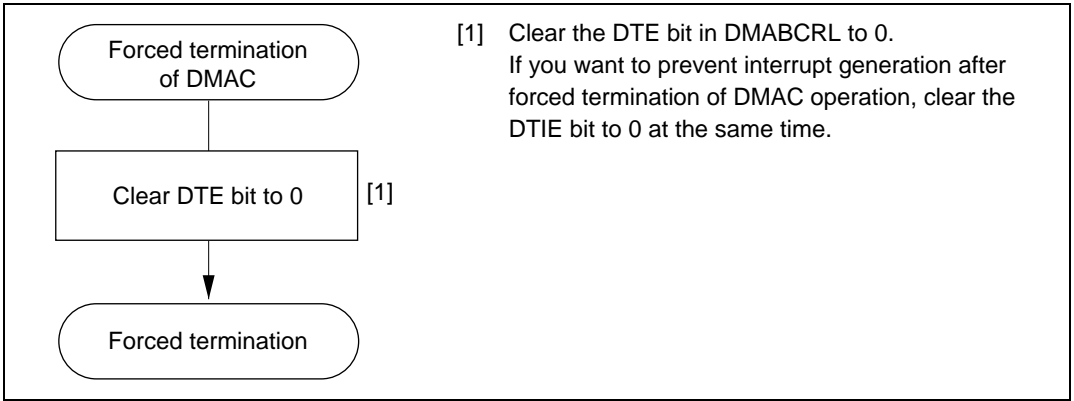 Forced termination
of DMAC
Clear DTE bit to 0
[1]
Forced termination
[1] Clear the DTE bit in DMABCRL to 0.
If you want to prevent interrupt generation after
forced termination of DMAC operation, clear the
DTIE bit to 0 at the same time.